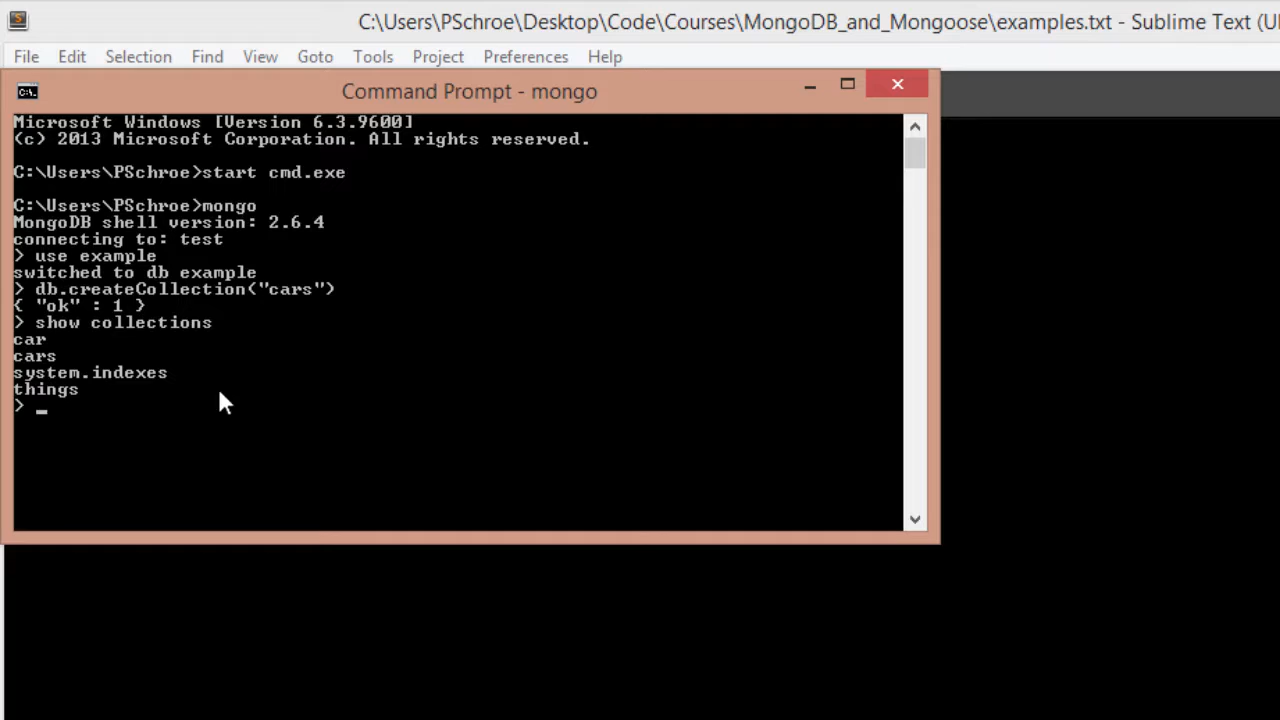 C:\Users\PSchroe\Desktop\Code\Courses\MongoDB_and_Mongoose\examples.txt - Sublime Text (U
File Edit Selection Find View Goto Tools Project Preferences Help
C:\.
Command Prompt - mongo
Microsoft Windows [Version 6.3.9600]
(c) 2013 Microsoft Corporation. All rights reserved.
C:\Users\PSchroe>start cmd.exe
C:\Users\PSchroe>mongo
MongoDB shell version: 2.6.4
connecting to: test
> use example
switched to db example
> db.createCollection("cars")
{ "ok" : 1 }
> show collections
car
cars
system.indexes
things
> _